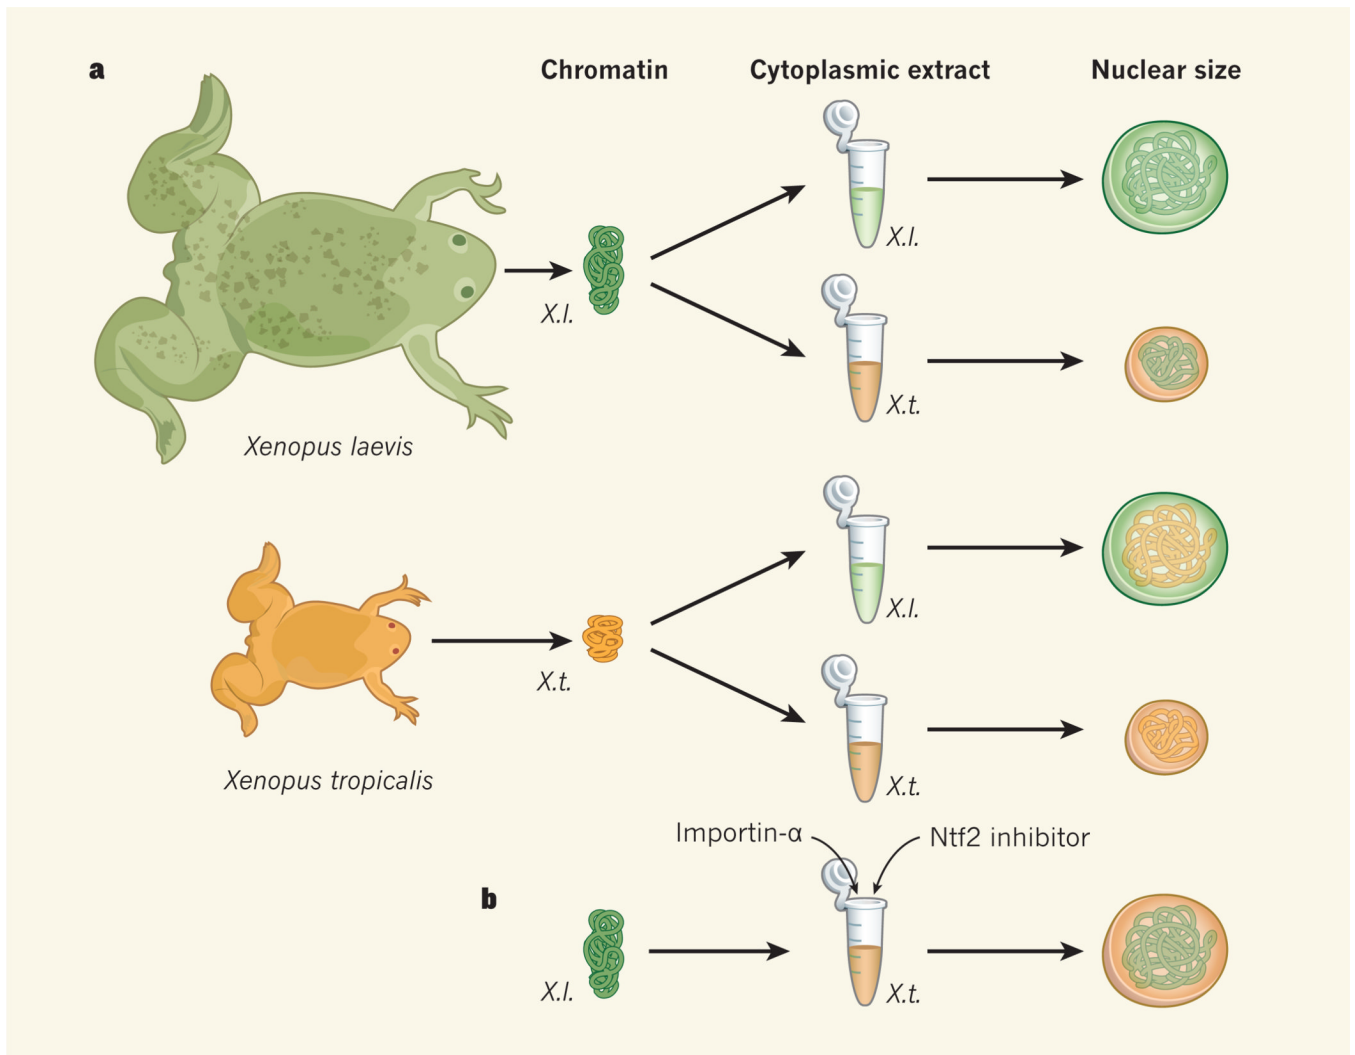 a
Chromatin
Cytoplasmic extract
Nuclear size
X.l.
X.l.
X.t.
Xenopus laevis
X.l.
X.t.
X.t.
Xenopus tropicalis
Importin-α
Ntf2 inhibitor
b
X.l.
X.t.